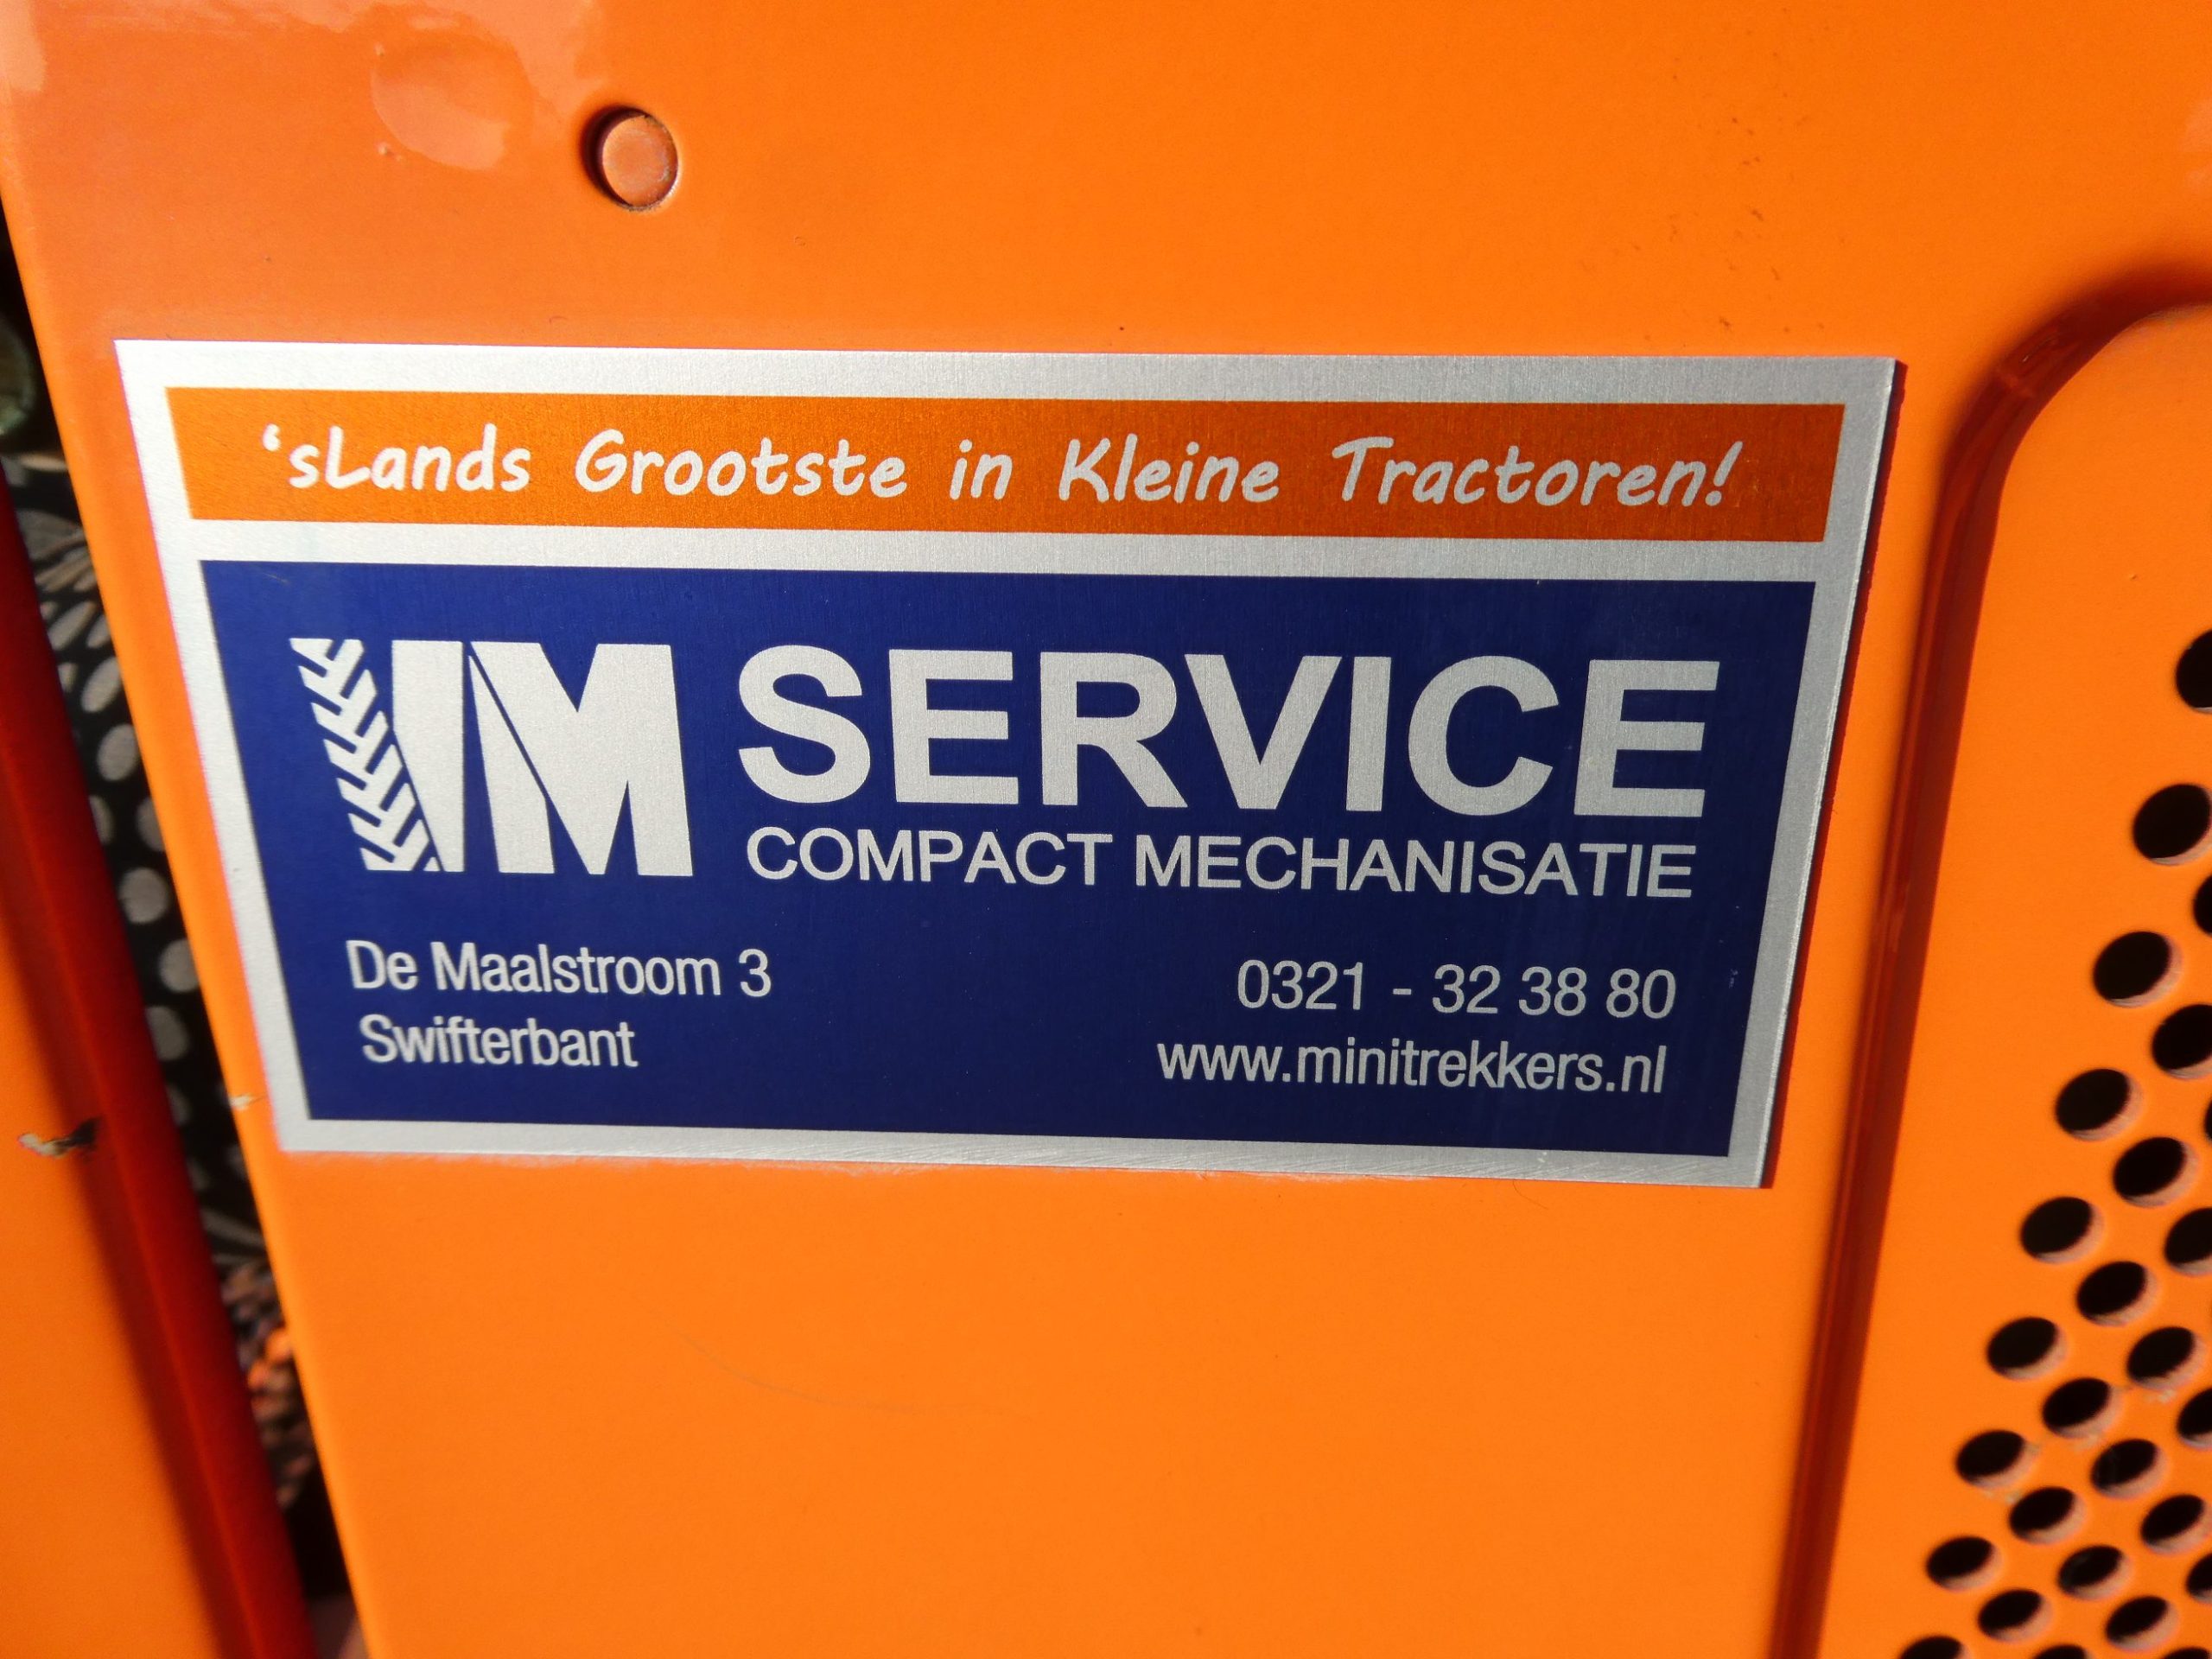 ‘sLands Grootste in Kleine Tractoren!
IM SERVICE
COMPACT MECHANISATIE
De Maalstroom 3
Swifterbant
0321 - 32 38 80
www.minitrekkers.nl